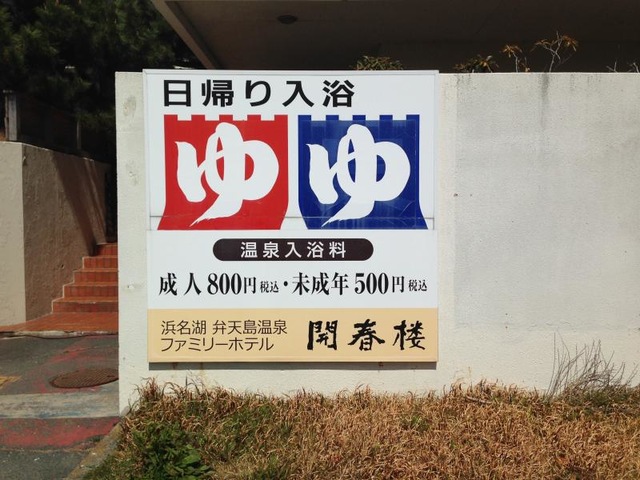 日帰り入浴
ゆ ゆ
温泉入浴料
成人800円税込・未成年500円税込
浜名湖 弁天島温泉
ファミリーホテル
開春楼